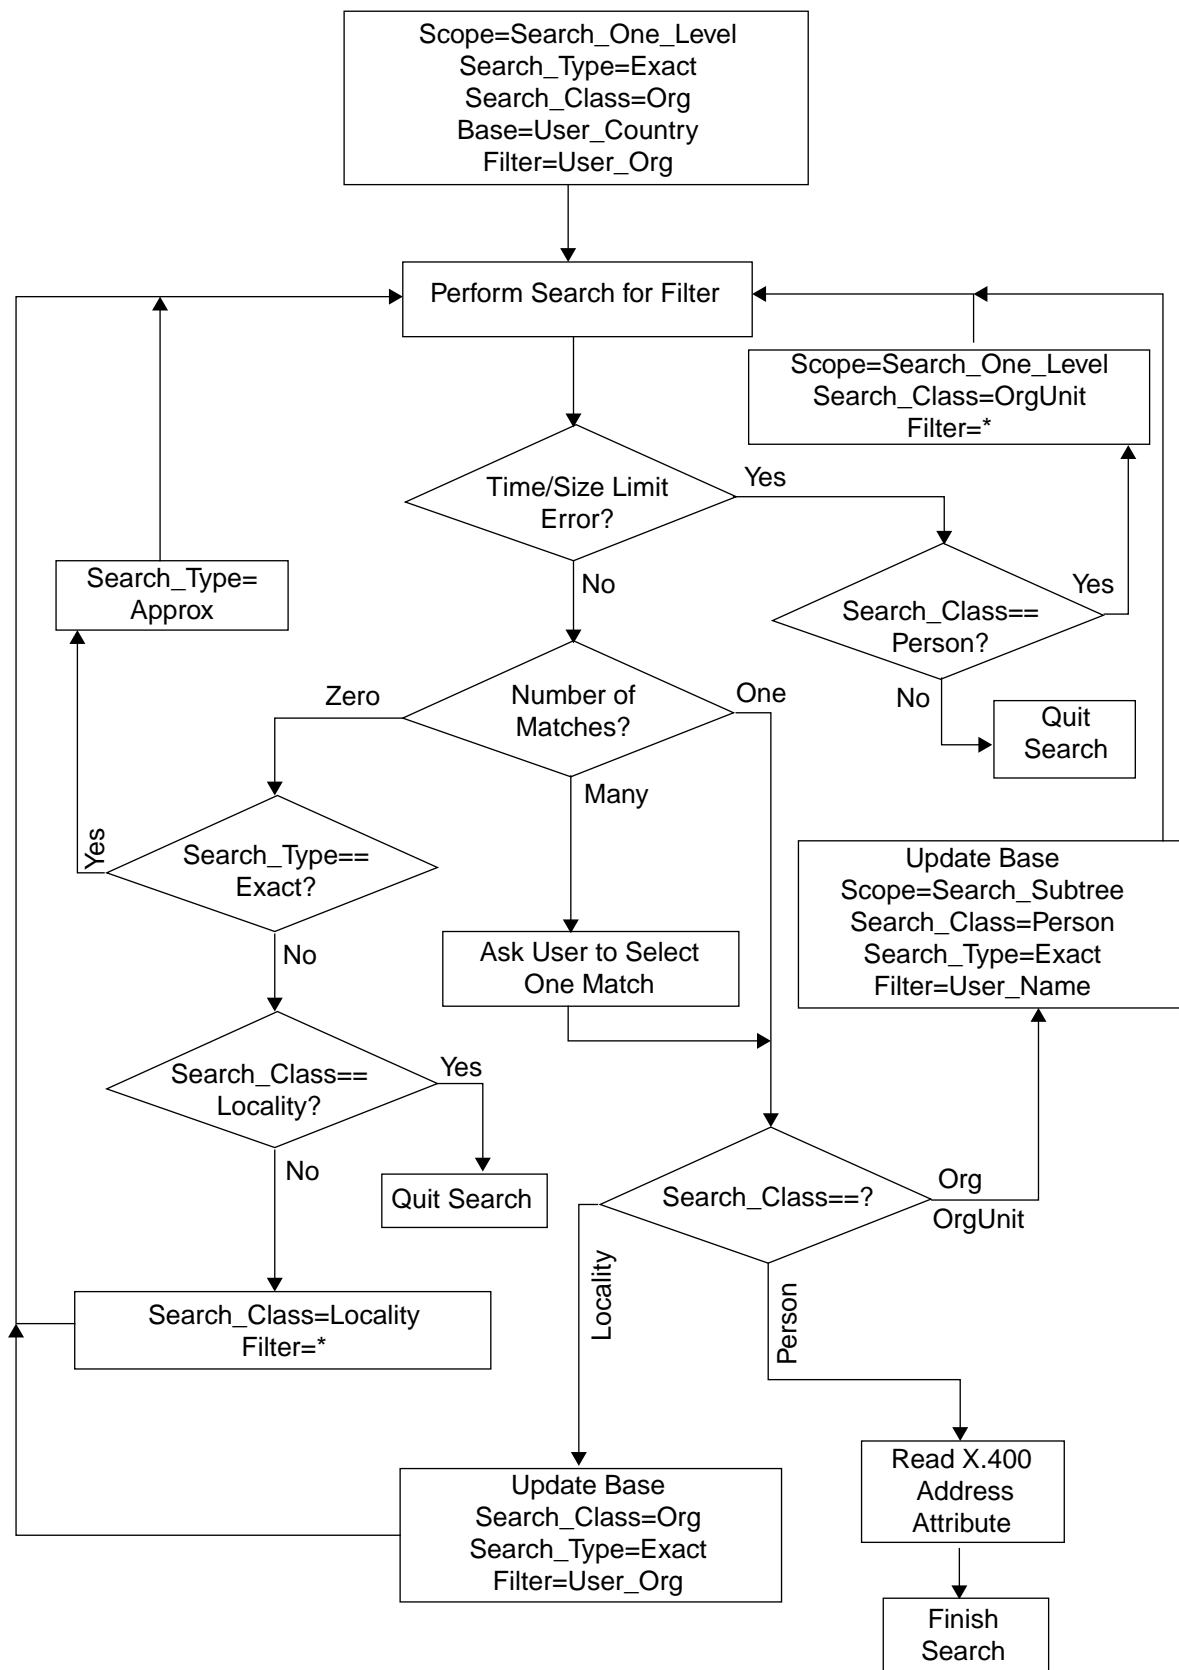 Scope=Search_One_Level
Search_Type=Exact
Search_Class=Org
Base=User_Country
Filter=User_Org
Perform Search for Filter
Scope=Search_One_Level
Search_Class=OrgUnit
Filter=*
Time/Size Limit
Error?
Yes
No
Search_Type=
Approx
Search_Class==
Person?
Yes
No
Quit
Search
Number of
Matches?
Zero
One
Many
Search_Type==
Exact?
Yes
No
Ask User to Select
One Match
Update Base
Scope=Search_Subtree
Search_Class=Person
Search_Type=Exact
Filter=User_Name
Search_Class==
Locality?
Yes
No
Quit Search
Search_Class==?
Org
OrgUnit
Locality
Person
Search_Class=Locality
Filter=*
Update Base
Search_Class=Org
Search_Type=Exact
Filter=User_Org
Read X.400
Address
Attribute
Finish
Search